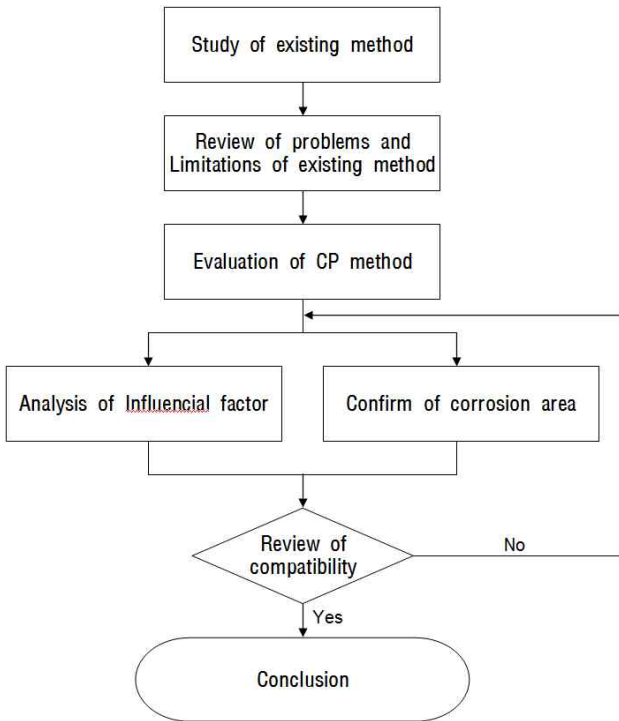 Study of existing method
Review of problems and
Limitations of existing method
Evaluation of CP method
Analysis of Influencial factor
Confirm of corrosion area
Review of
compatibility
No
Yes
Conclusion